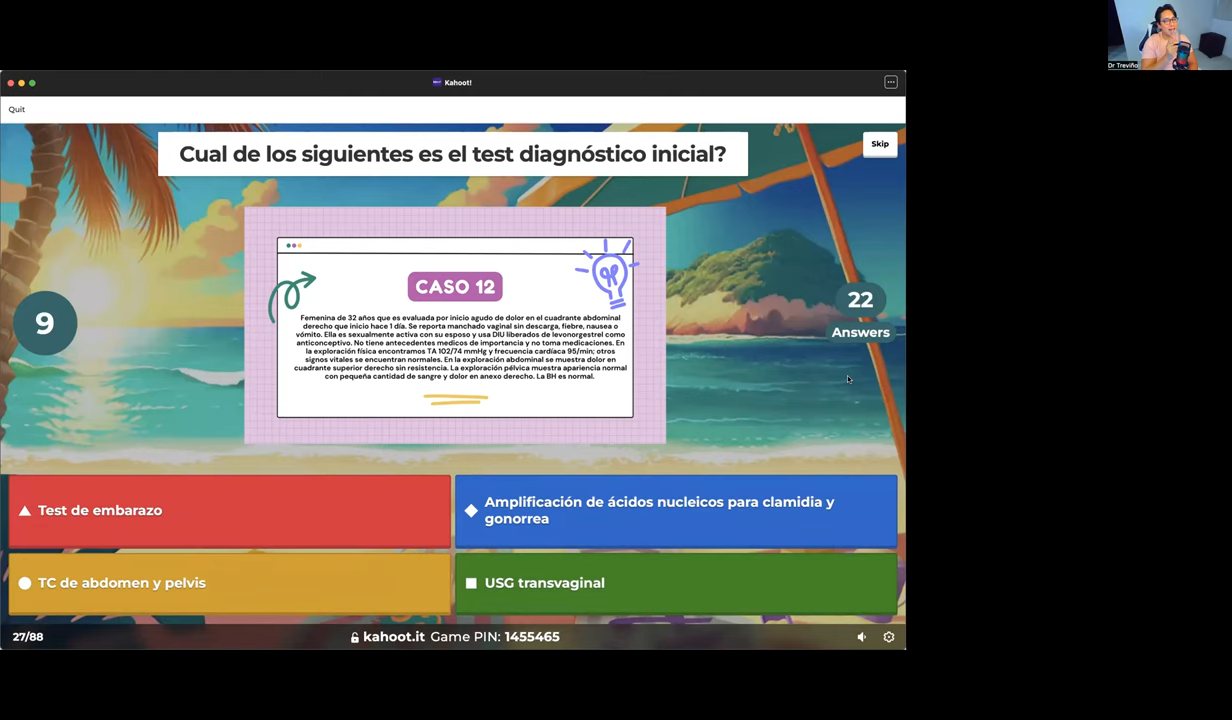 Dr Treviño
Kahoot!
Quit
Cual de los siguientes es el test diagnóstico inicial?
Skip
CASO 12
Femenina de 32 años que es evaluada por inicio agudo de dolor en el cuadrante abdominal
derecho que inicio hace 1 día. Se reporta manchado vaginal sin descarga, fiebre, nausea o
vómito. Ella es sexualmente activa con su esposo y usa DIU liberados de levonorgestrel como
anticonceptivo. No tiene antecedentes medicos de importancia y no toma medicaciones. En
la exploración física encontramos TA 102/74 mmHg y frecuencia cardíaca 95/min; otros
signos vitales se encuentran normales. En la exploración abdominal se muestra dolor en
cuadrante superior derecho sin resistencia. La exploración pélvica muestra apariencia normal
con pequeña cantidad de sangre y dolor en anexo derecho. La BH es normal.
9
22
Answers
Test de embarazo
Amplificación de ácidos nucleicos para clamidia y
gonorrea
TC de abdomen y pelvis
USG transvaginal
27/88
kahoot.it Game PIN: 1455465